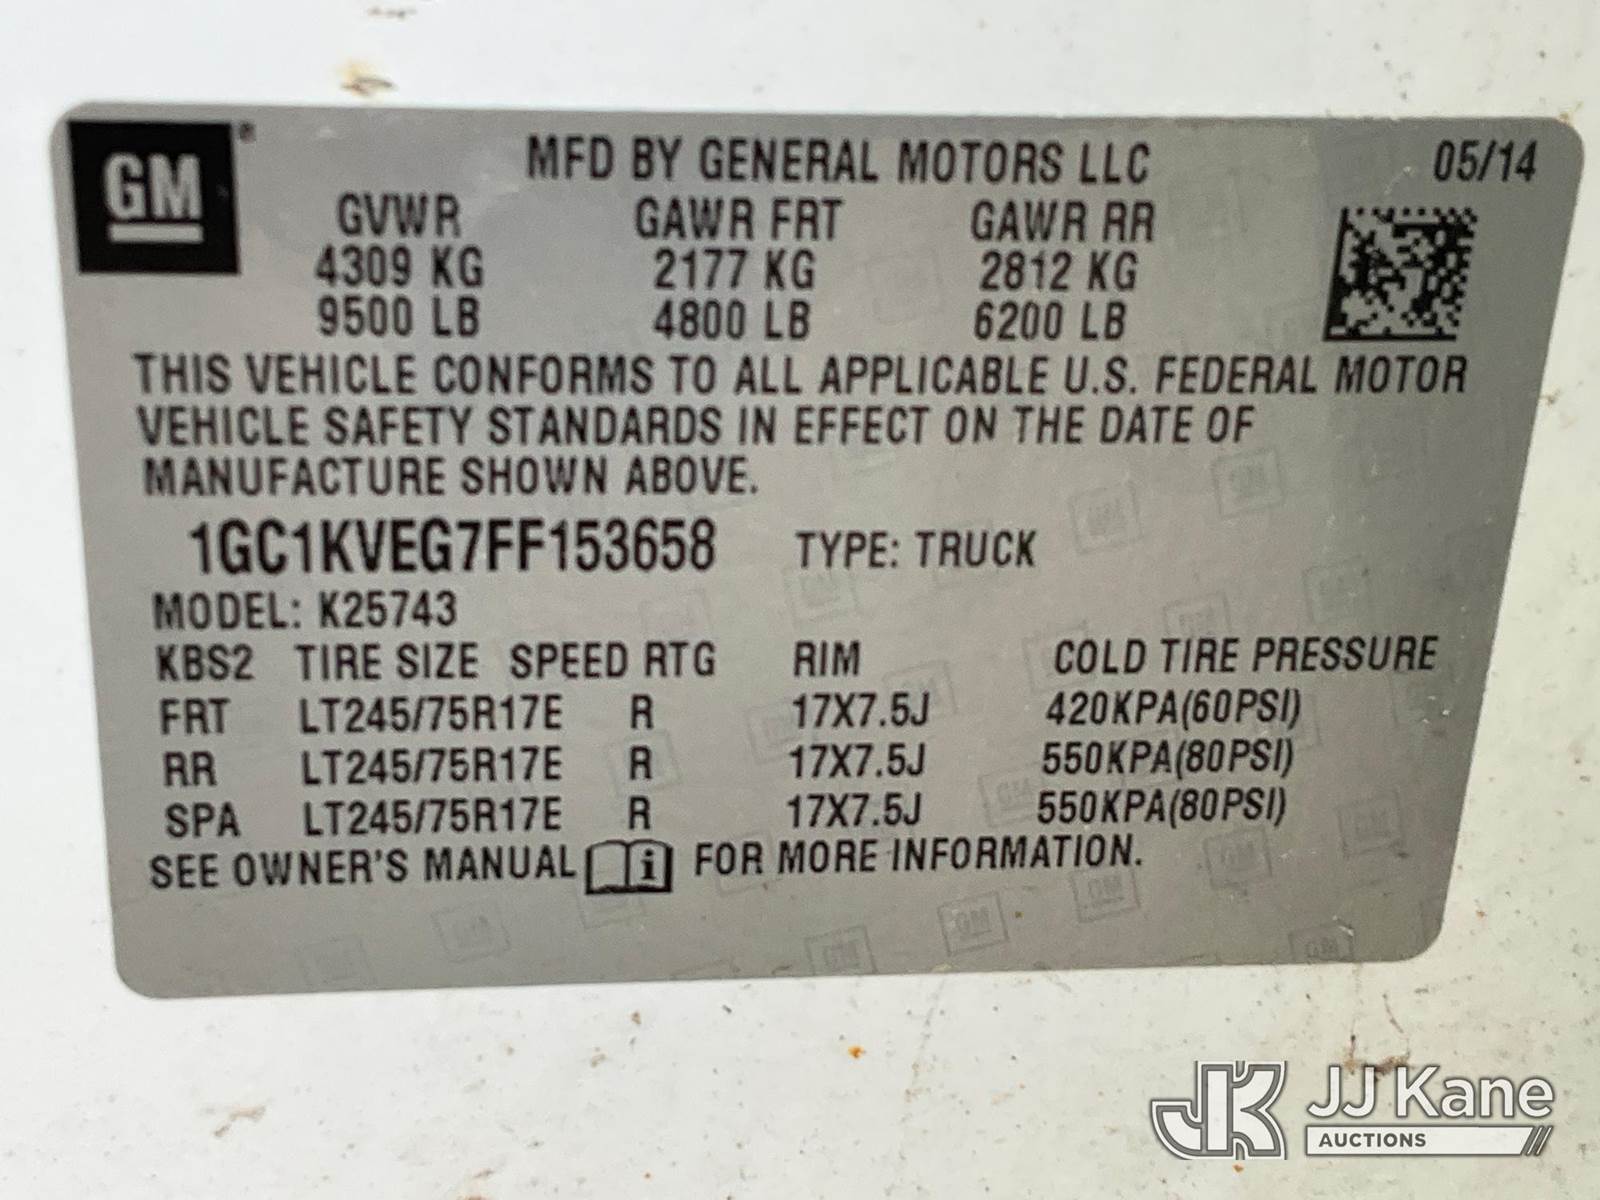 GM ®
MFD BY GENERAL MOTORS LLC 05/14
GVWR GAWR FRT GAWR RR
4309 KG 2177 KG 2812 KG
9500 LB 4800 LB 6200 LB
THIS VEHICLE CONFORMS TO ALL APPLICABLE U.S. FEDERAL MOTOR
VEHICLE SAFETY STANDARDS IN EFFECT ON THE DATE OF
MANUFACTURE SHOWN ABOVE.
1GC1KVEG7FF153658 TYPE: TRUCK
MODEL: K25743
KBS2 TIRE SIZE SPEED RTG RIM COLD TIRE PRESSURE
FRT LT245/75R17E R 17X7.5J 420KPA(60PSI)
RR LT245/75R17E R 17X7.5J 550KPA(80PSI)
SPA LT245/75R17E R 17X7.5J 550KPA(80PSI)
SEE OWNER'S MANUAL i FOR MORE INFORMATION.
JK JJ Kane
AUCTIONS